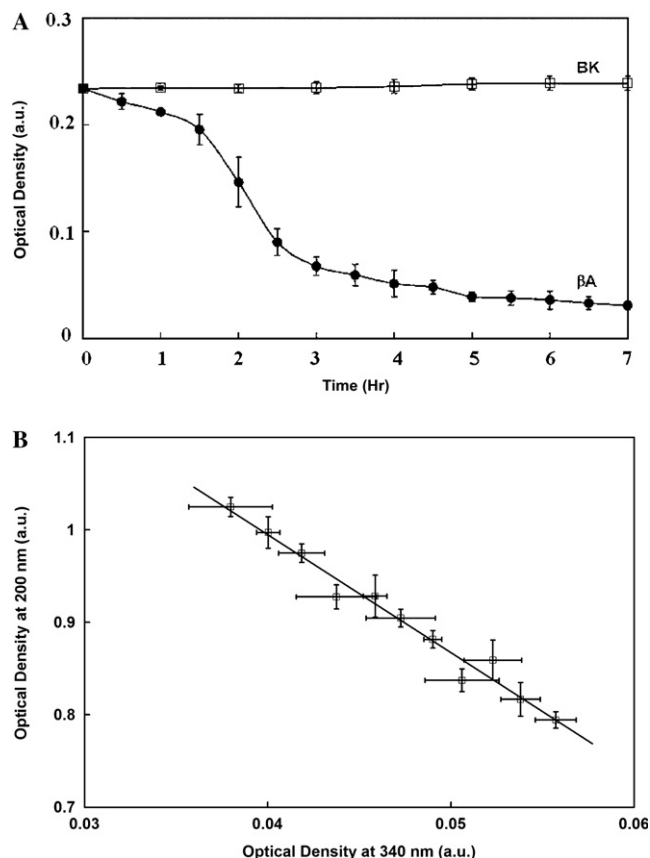 A
0.3
0.2
0.1
0
Optical Density (a.u.)
BK
βA
0 1 2 3 4 5 6 7
Time (Hr)
B
1.1
1
0.9
0.8
0.7
Optical Density at 200 nm (a.u.)
0.03 0.04 0.05 0.06
Optical Density at 340 nm (a.u.)